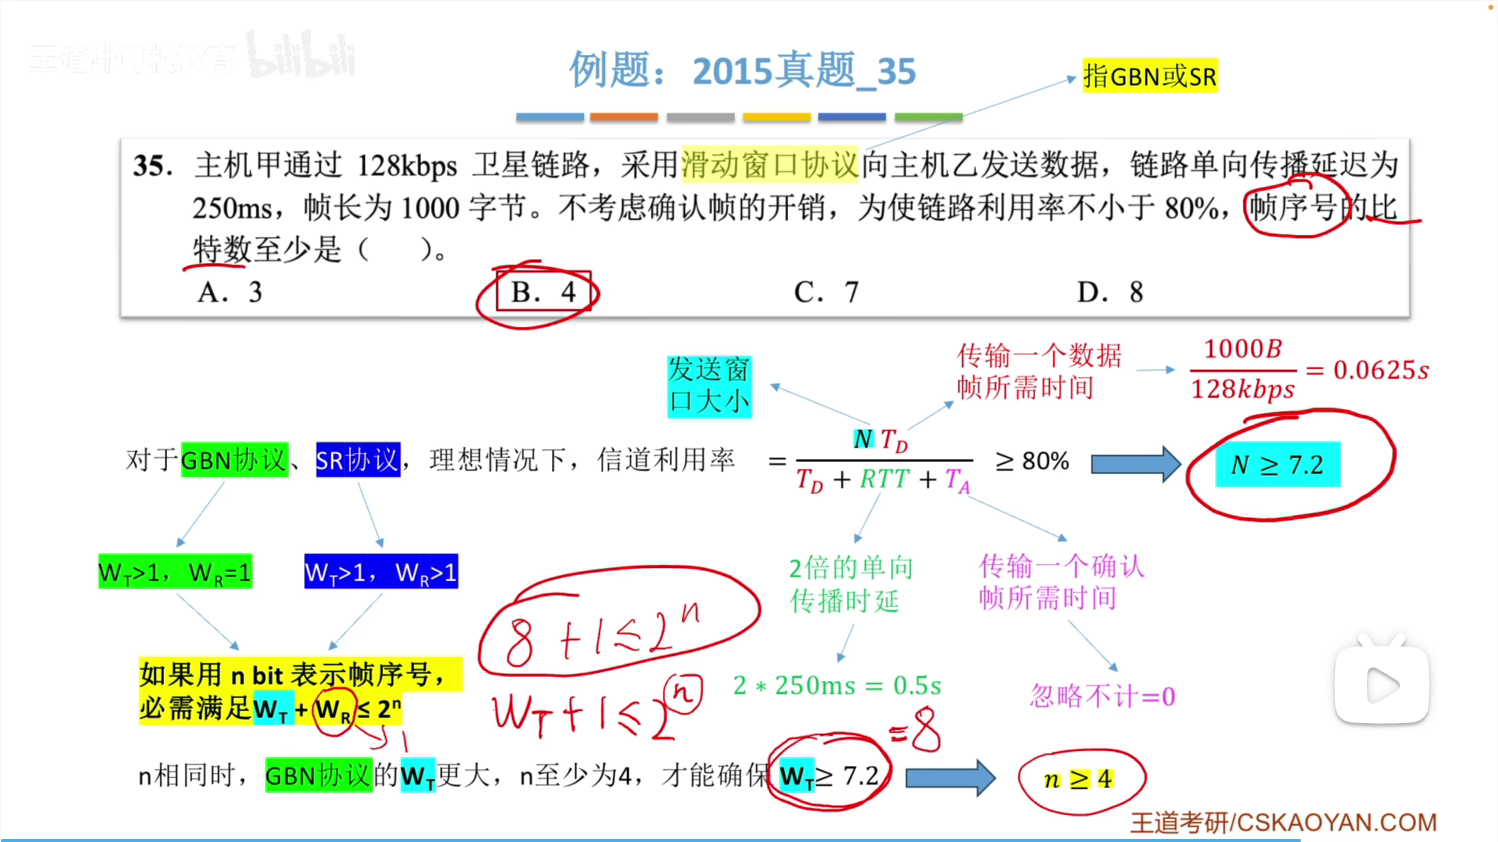 王道计算机教育 bilibili
例题：2015真题_35
指GBN或SR
35. 主机甲通过 128kbps 卫星链路，采用滑动窗口协议向主机乙发送数据，链路单向传播延迟为
250ms，帧长为 1000 字节。不考虑确认帧的开销，为使链路利用率不小于 80%，帧序号的比
特数至少是（ ）。
A. 3 B. 4 C. 7 D. 8
发送窗
口大小
传输一个数据
帧所需时间
1000B
128kbps
= 0.0625s
对于GBN协议、SR协议，理想情况下，信道利用率
=
N T_D
T_D + RTT + T_A
≥ 80%
N ≥ 7.2
W_T>1，W_R=1
W_T>1，W_R>1
2倍的单向
传播时延
传输一个确认
帧所需时间
8+1≤2^n
如果用 n bit 表示帧序号，
必需满足W_T + W_R ≤ 2^n
W_T+1≤2^n
2 * 250ms = 0.5s
忽略不计=0
=8
n相同时，GBN协议的W_T更大，n至少为4，才能确保W_T≥ 7.2
n ≥ 4
王道考研/CSKAOYAN.COM